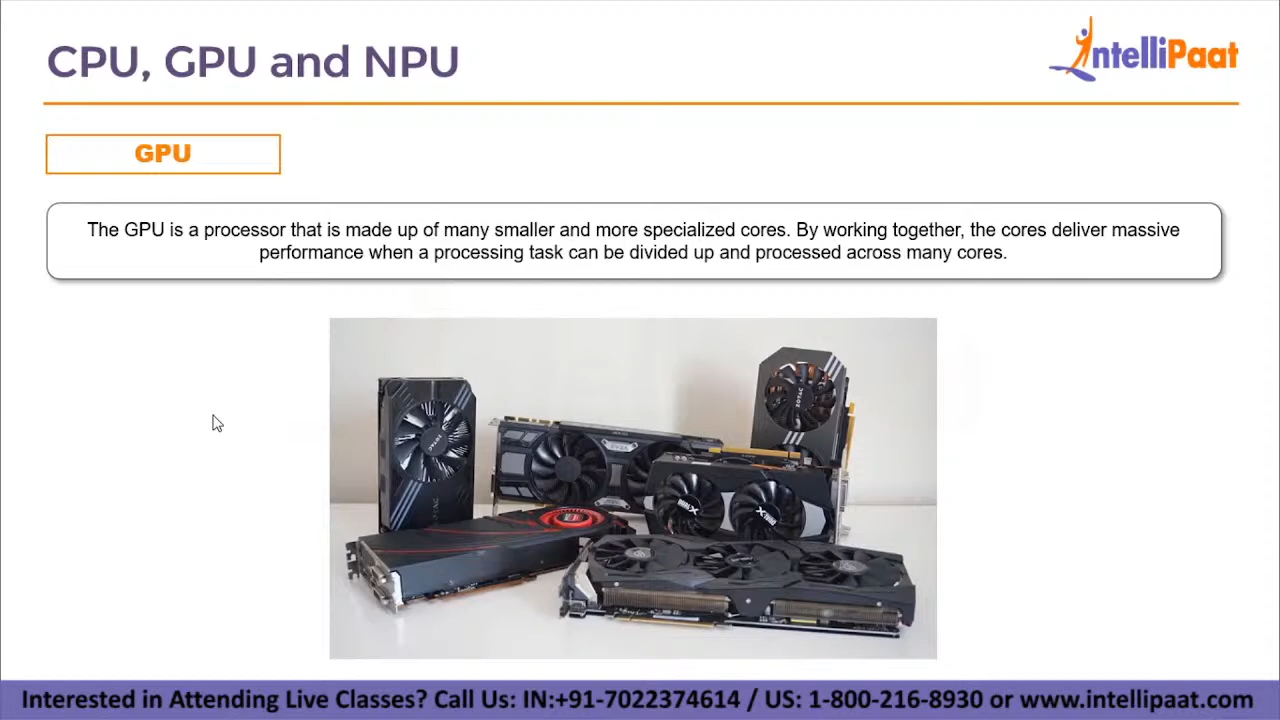 CPU, GPU and NPU
IntelliPaat
GPU
The GPU is a processor that is made up of many smaller and more specialized cores. By working together, the cores deliver massive
performance when a processing task can be divided up and processed across many cores.
ZOTAC
EVGA
Interested in Attending Live Classes? Call Us: IN:+91-7022374614 / US: 1-800-216-8930 or www.intellipaat.com